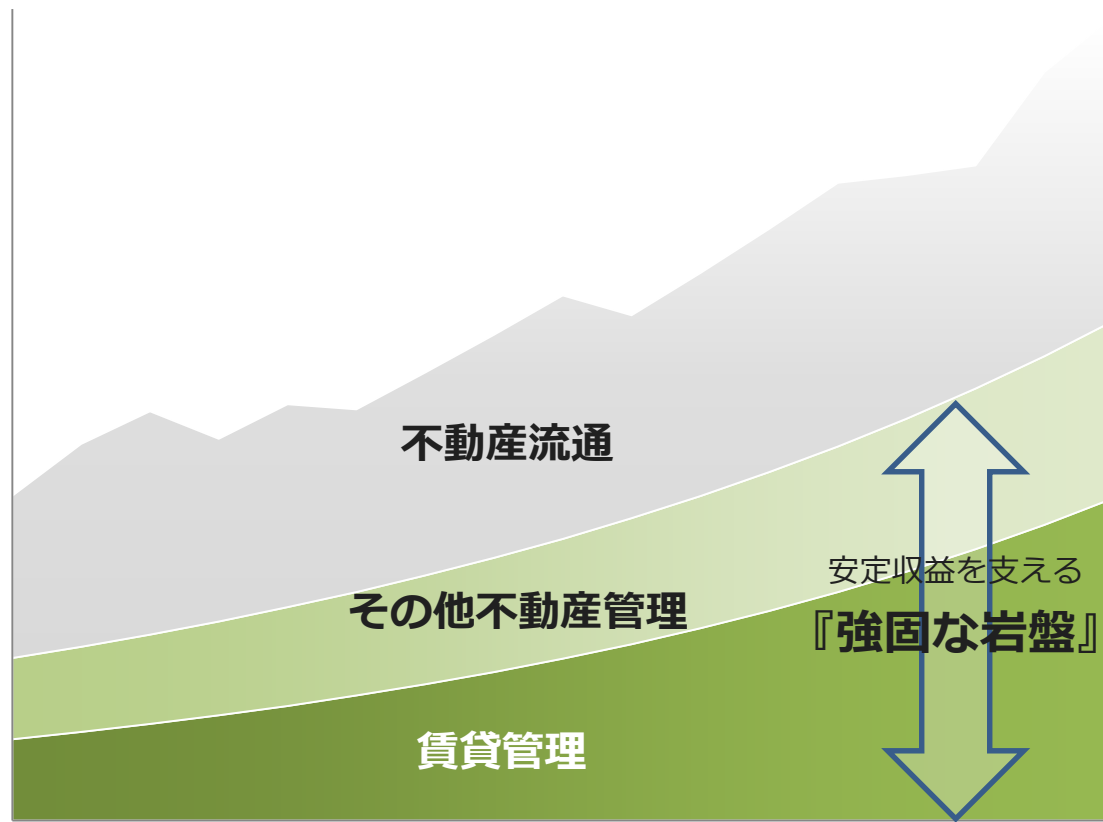 不動産流通
安定収益を支える
その他不動産管理
『強固な岩盤』
賃貸管理